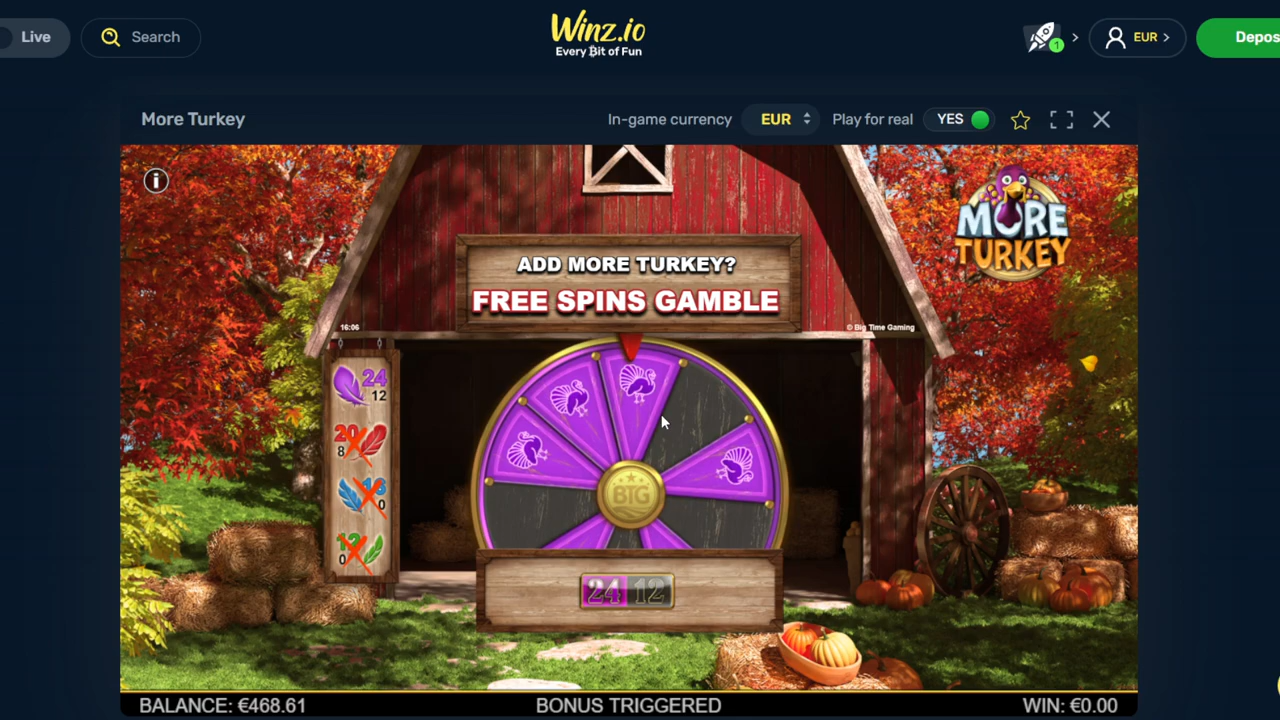 Live
Search
Winz.io
Every Bit of Fun
1
EUR
Depos
More Turkey
In-game currency
EUR
Play for real
YES
i
MORE
TURKEY
ADD MORE TURKEY?
FREE SPINS GAMBLE
16:06
© Big Time Gaming
24
12
20
8
16
0
12
0
BTG
24 12
BALANCE: €468.61
BONUS TRIGGERED
WIN: €0.00